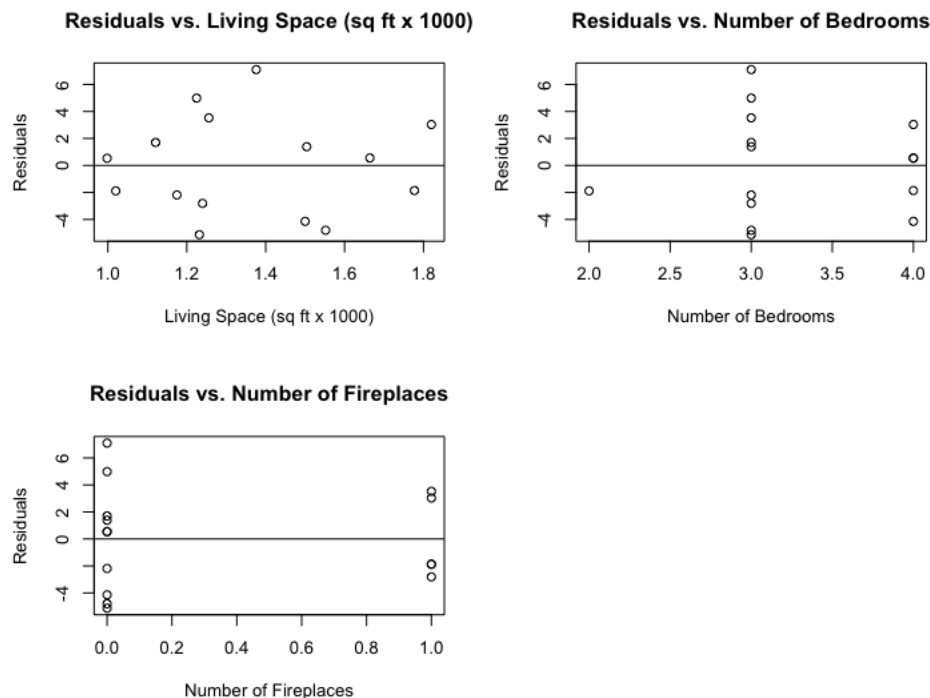 Residuals vs. Living Space (sq ft x 1000)
Residuals
6
4
2
0
-4
1.0 1.2 1.4 1.6 1.8
Living Space (sq ft x 1000)
Residuals vs. Number of Bedrooms
Residuals
6
4
2
0
-4
2.0 2.5 3.0 3.5 4.0
Number of Bedrooms
Residuals vs. Number of Fireplaces
Residuals
6
4
2
0
-4
0.0 0.2 0.4 0.6 0.8 1.0
Number of Fireplaces